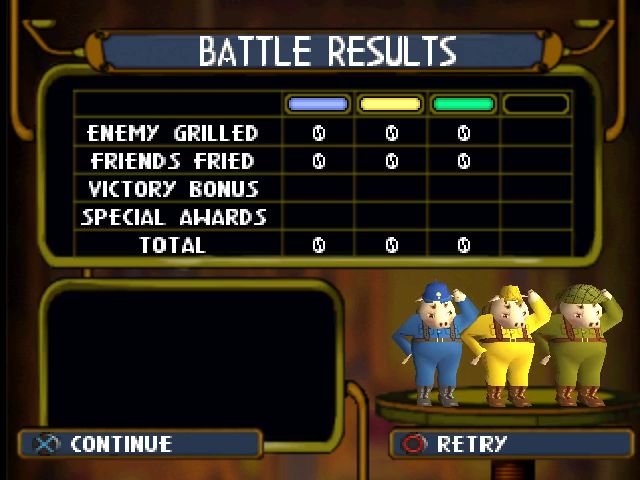 BATTLE RESULTS
ENEMY GRILLED 0 0 0
FRIENDS FRIED 0 0 0
VICTORY BONUS
SPECIAL AWARDS
TOTAL 0 0 0
CONTINUE
RETRY